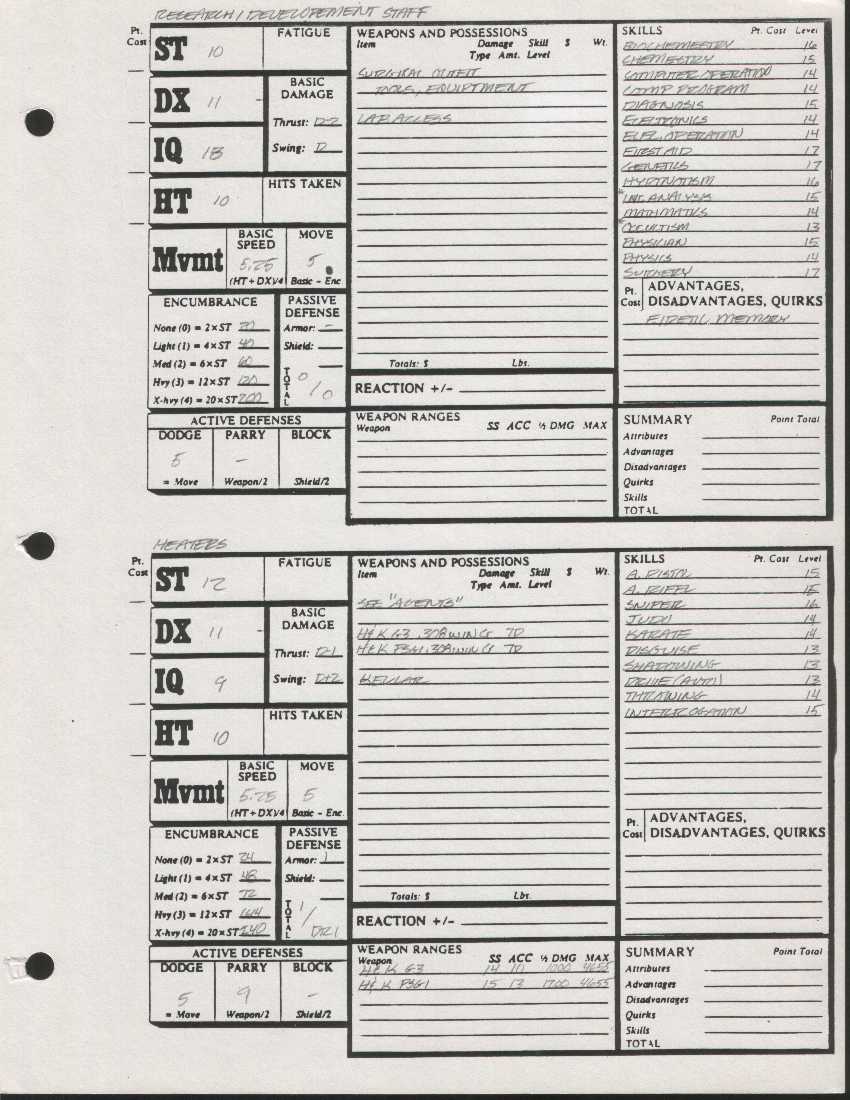 RESEARCH / DEVELOPEMENT STAFF
Pt. Cost
ST 10
FATIGUE
DX 11 -
BASIC DAMAGE
Thrust: D-2
Swing: D
IQ 13
HT 10
HITS TAKEN
Mvmt
BASIC SPEED
5.25
(HT + DX)/4
MOVE
5
Basic - Enc.
ENCUMBRANCE
None (0) = 2 x ST 20
Light (1) = 4 x ST 40
Med (2) = 6 x ST 60
Hvy (3) = 12 x ST 120
X-hvy (4) = 20 x ST 200
PASSIVE DEFENSE
Armor: -
Shield:
TOTAL 0/0
ACTIVE DEFENSES
DODGE PARRY BLOCK
5 -
= Move Weapon/2 Shield/2
WEAPONS AND POSSESSIONS
Item Damage Skill $ Wt.
Type Amt. Level
SURGICAL OUTFIT
TOOLS, EQUIPTMENT
LAB ACCESS
Totals: $ Lbs.
REACTION +/-
WEAPON RANGES
Weapon SS ACC ½ DMG MAX
SKILLS Pt. Cost Level
BIOCHEMESTRY 16
CHEMESTRY 15
COMPUTER OPERATION 14
COMP PROGRAM 14
DIAGNOSIS 15
ELECTRONICS 14
ELEC. OPERATION 14
FIRST AID 17
GENETICS 17
HYPTNOTISM 16
ANALYSIS 15
MATHMATICS 14
OCCULTISM 13
PHYSICIAN 15
PHYSICS 14
SURGERY 17
Pt. Cost
ADVANTAGES,
DISADVANTAGES, QUIRKS
EIDETIC MEMORY
SUMMARY Point Total
Attributes
Advantages
Disadvantages
Quirks
Skills
TOTAL
HEATERS
Pt. Cost
ST 12
FATIGUE
DX 11 -
BASIC DAMAGE
Thrust: D-1
Swing: D+2
IQ 9
HT 10
HITS TAKEN
Mvmt
BASIC SPEED
5.25
(HT + DX)/4
MOVE
5
Basic - Enc.
ENCUMBRANCE
None (0) = 2 x ST 24
Light (1) = 4 x ST 48
Med (2) = 6 x ST 72
Hvy (3) = 12 x ST 144
X-hvy (4) = 20 x ST 240
PASSIVE DEFENSE
Armor: 1
Shield:
TOTAL 1/DR1
ACTIVE DEFENSES
DODGE PARRY BLOCK
5 9 -
= Move Weapon/2 Shield/2
WEAPONS AND POSSESSIONS
Item Damage Skill $ Wt.
Type Amt. Level
SEE "AGENTS"
H&K G3 .308 WIN G 7D
H&K PSG1 .308 WIN G 7D
KEVLAR
Totals: $ Lbs.
REACTION +/-
WEAPON RANGES
Weapon SS ACC ½ DMG MAX
H&K G3 14 10 1000 4655
H&K PSG1 15 13 1700 4655
SKILLS Pt. Cost Level
A. PISTOL 15
A. RIFFL 15
SNIPER 16
JUDO 14
KARATE 14
DISGUISE 13
SHADOWING 13
DRIVE (AUTO) 13
THROWING 14
INTERROGATION 15
Pt. Cost
ADVANTAGES,
DISADVANTAGES, QUIRKS
SUMMARY Point Total
Attributes
Advantages
Disadvantages
Quirks
Skills
TOTAL